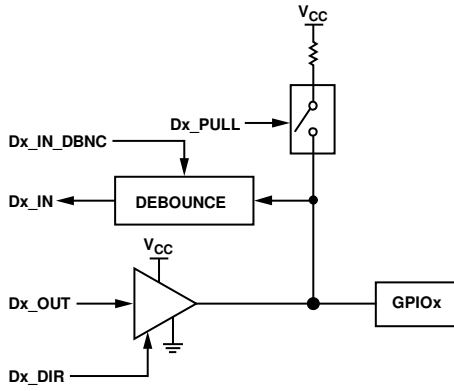 VCC
Dx_PULL
Dx_IN_DBNC
Dx_IN
DEBOUNCE
VCC
Dx_OUT
GPIOx
Dx_DIR